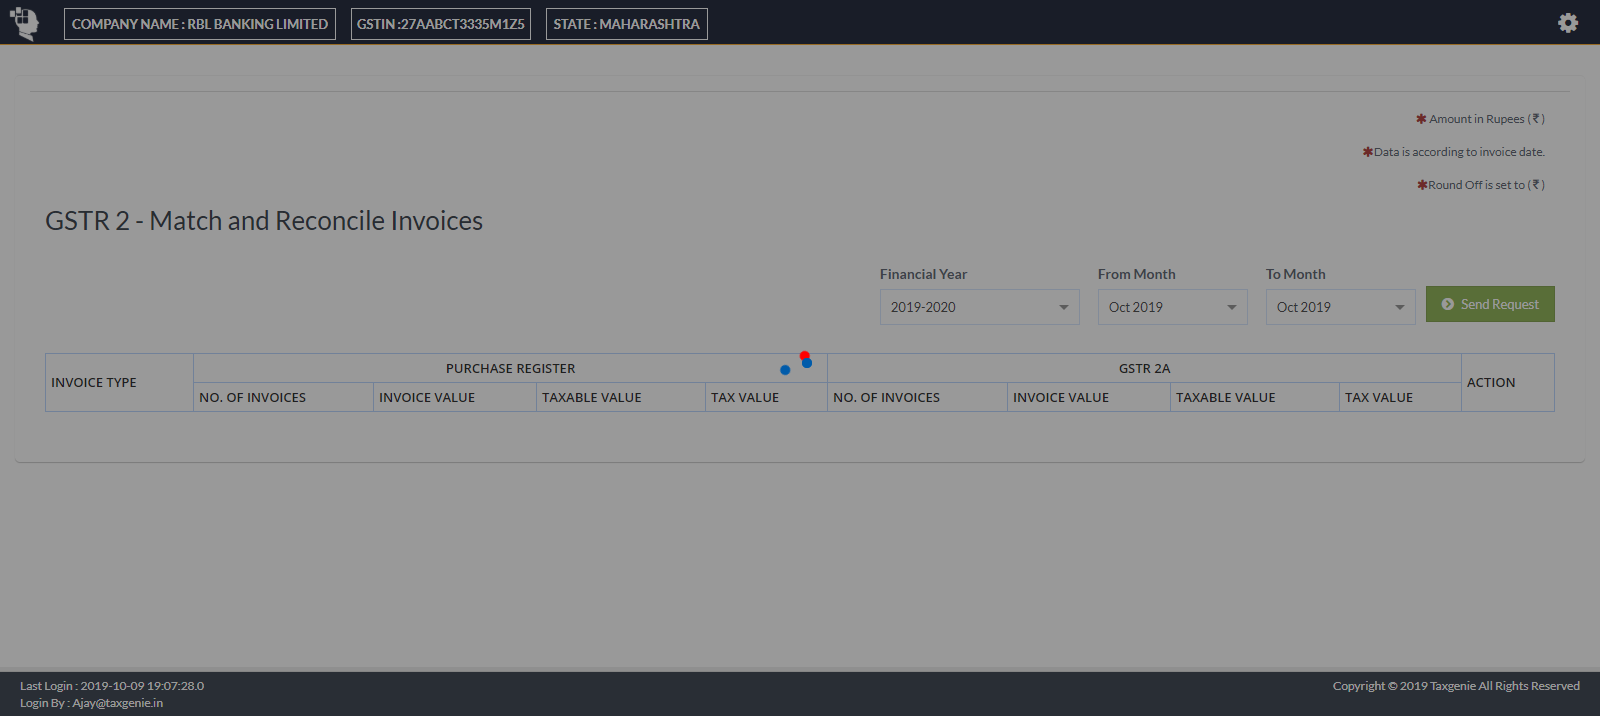 COMPANY NAME : RBL BANKING LIMITED GSTIN :27AABCT3335M1Z5 STATE : MAHARASHTRA
✱ Amount in Rupees (₹)
✱Data is according to invoice date.
✱Round Off is set to (₹)
GSTR 2 - Match and Reconcile Invoices
Financial Year From Month To Month
2019-2020 Oct 2019 Oct 2019 Send Request
INVOICE TYPE PURCHASE REGISTER GSTR 2A ACTION
NO. OF INVOICES INVOICE VALUE TAXABLE VALUE TAX VALUE NO. OF INVOICES INVOICE VALUE TAXABLE VALUE TAX VALUE
Last Login : 2019-10-09 19:07:28.0 Copyright © 2019 Taxgenie All Rights Reserved
Login By : Ajay@taxgenie.in